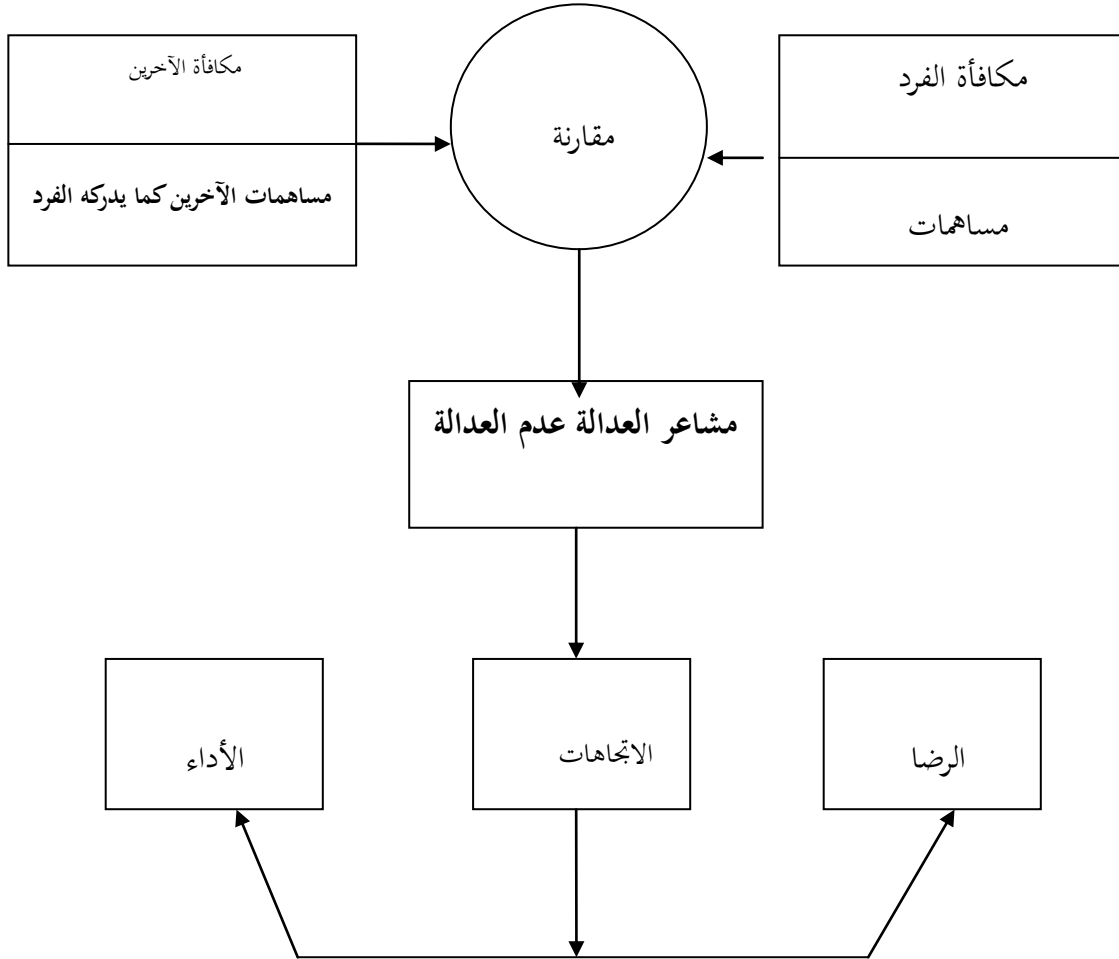 مكافأة الفرد
مساهمات
مقارنة
مكافأة الآخرين
مساهمات الآخرين كما يدركه الفرد
مشاعر العدالة عدم العدالة
الرضا
الاتجاهات
الأداء